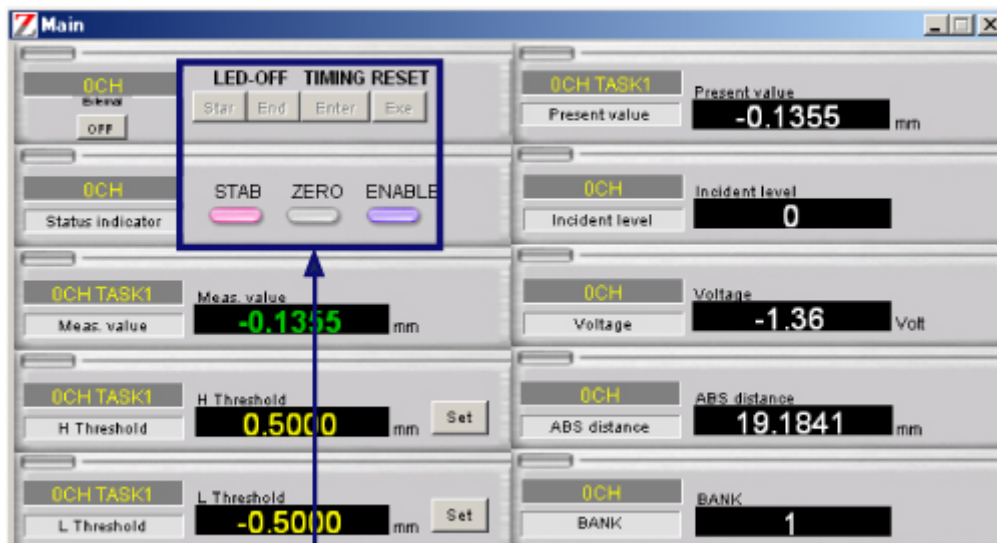 Main
0CH
External
OFF
LED-OFF TIMING RESET
Star End Enter Exe
0CH TASK1
Present value
Present value
-0.1355 mm
0CH
Status indicator
STAB ZERO ENABLE
0CH
Incident level
Incident level
0
0CH TASK1
Meas. value
Meas. value
-0.1355 mm
0CH
Voltage
Voltage
-1.36 Volt
0CH TASK1
H Threshold
H Threshold
0.5000 mm
Set
0CH
ABS distance
ABS distance
19.1841 mm
0CH TASK1
L Threshold
L Threshold
-0.5000 mm
Set
0CH
BANK
BANK
1